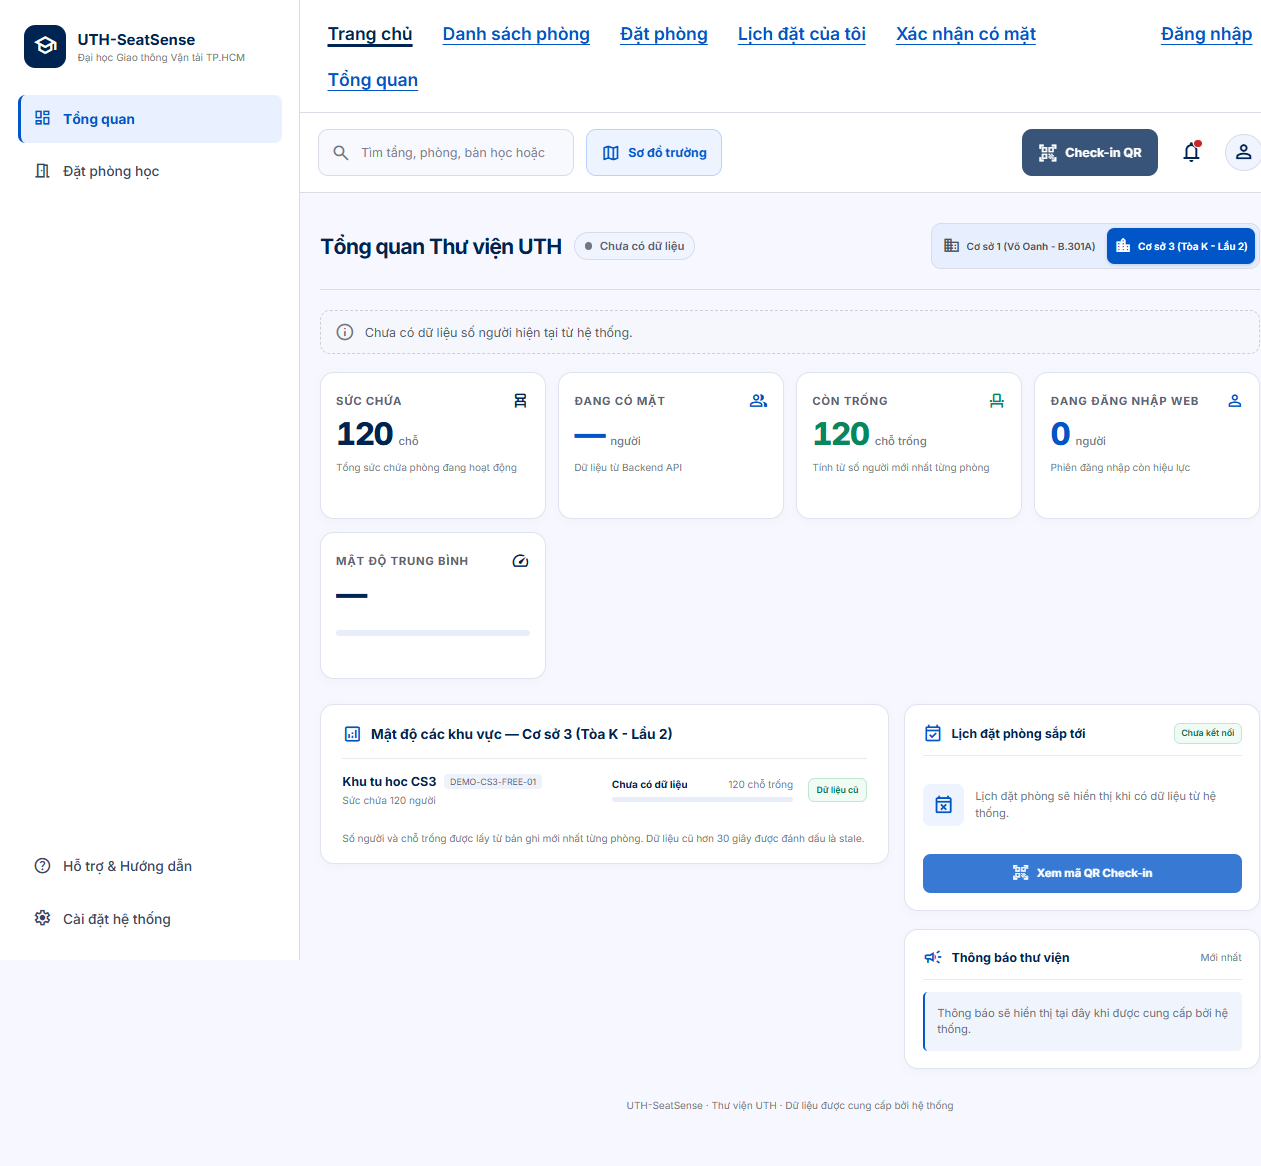 UTH-SeatSense
Đại học Giao thông Vận tải TP.HCM
Tổng quan
Đặt phòng học
Hỗ trợ & Hướng dẫn
Cài đặt hệ thống
Trang chủ
Danh sách phòng
Đặt phòng
Lịch đặt của tôi
Xác nhận có mặt
Đăng nhập
Tổng quan
Tìm tầng, phòng, bàn học hoặc
Sơ đồ trường
Check-in QR
Tổng quan Thư viện UTH
Chưa có dữ liệu
Cơ sở 1 (Võ Oanh - B.301A)
Cơ sở 3 (Tòa K - Lầu 2)
Chưa có dữ liệu số người hiện tại từ hệ thống.
SỨC CHỨA
120 chỗ
Tổng sức chứa phòng đang hoạt động
ĐANG CÓ MẶT
— người
Dữ liệu từ Backend API
CÒN TRỐNG
120 chỗ trống
Tính từ số người mới nhất từng phòng
ĐANG ĐĂNG NHẬP WEB
0 người
Phiên đăng nhập còn hiệu lực
MẬT ĐỘ TRUNG BÌNH
—
Mật độ các khu vực — Cơ sở 3 (Tòa K - Lầu 2)
Khu tu hoc CS3 DEMO-CS3-FREE-01
Sức chứa 120 người
Chưa có dữ liệu
120 chỗ trống
Dữ liệu cũ
Số người và chỗ trống được lấy từ bản ghi mới nhất từng phòng. Dữ liệu cũ hơn 30 giây được đánh dấu là stale.
Lịch đặt phòng sắp tới
Chưa kết nối
Lịch đặt phòng sẽ hiển thị khi có dữ liệu từ hệ
thống.
Xem mã QR Check-in
Thông báo thư viện
Mới nhất
Thông báo sẽ hiển thị tại đây khi được cung cấp bởi hệ
thống.
UTH-SeatSense · Thư viện UTH · Dữ liệu được cung cấp bởi hệ thống